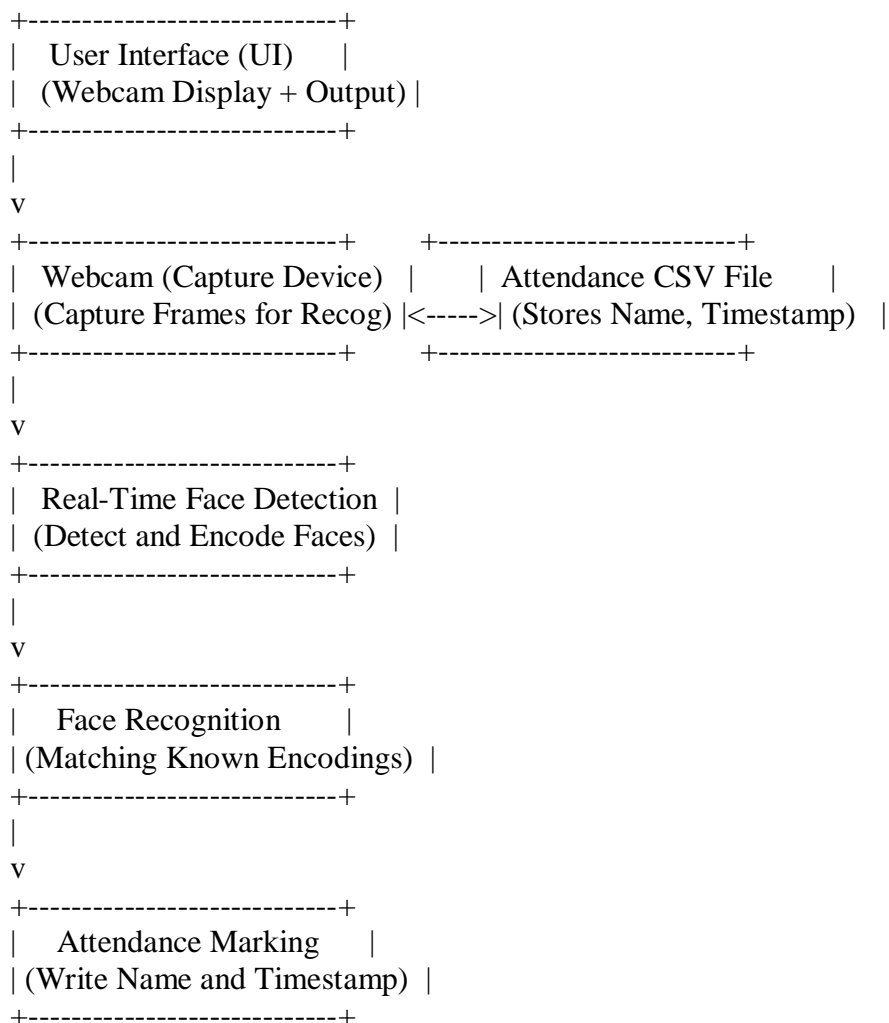 +-----------------------------+
|    User Interface (UI)      |
|   (Webcam Display + Output) |
+-----------------------------+
|
v
+-----------------------------+       +----------------------------+
|   Webcam (Capture Device)   |       |  Attendance CSV File       |
|  (Capture Frames for Recog) |<----->| (Stores Name, Timestamp)   |
+-----------------------------+       +----------------------------+
|
v
+-----------------------------+
|   Real-Time Face Detection  |
|  (Detect and Encode Faces)  |
+-----------------------------+
|
v
+-----------------------------+
|     Face Recognition        |
| (Matching Known Encodings)  |
+-----------------------------+
|
v
+-----------------------------+
|     Attendance Marking      |
| (Write Name and Timestamp)  |
+-----------------------------+